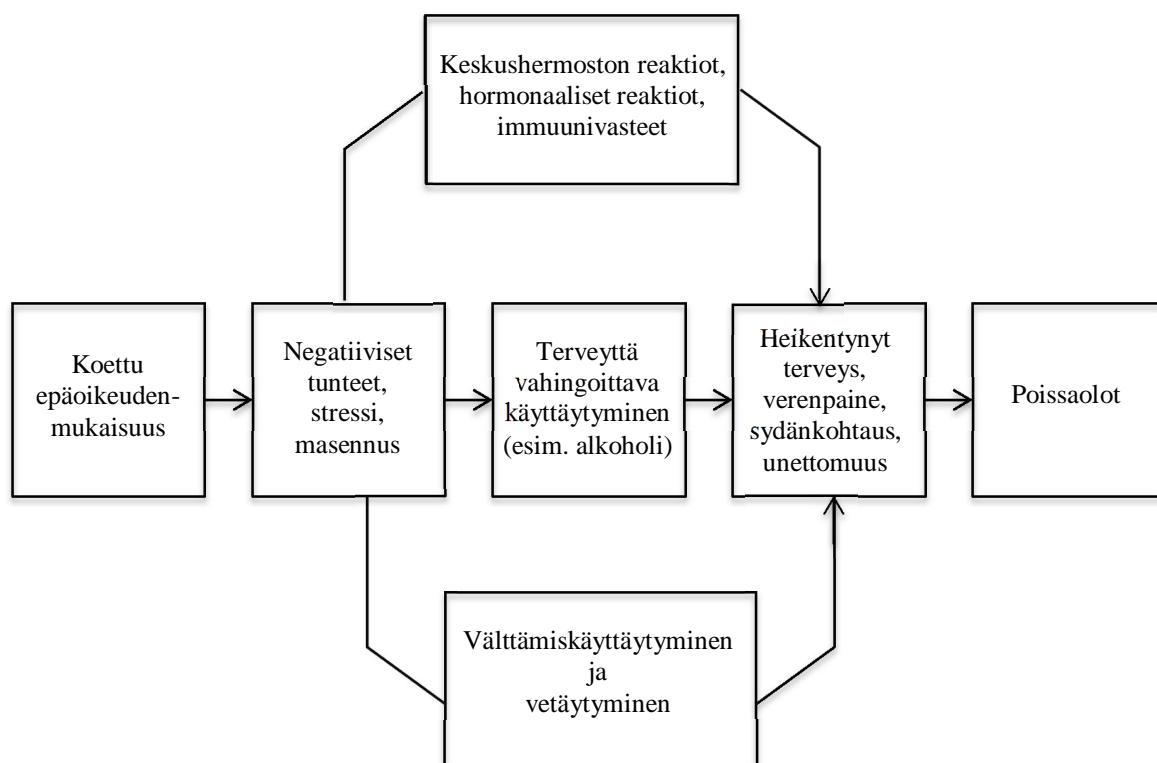 Keskushermoston reaktiot,
hormonaaliset reaktiot,
immuunivasteet
Koettu
epäoikeuden-
mukaisuus
Negatiiviset
tunteet,
stressi,
masennus
Terveyttä
vahingoittava
käyttäytyminen
(esim. alkoholi)
Heikentynyt
terveys,
verenpaine,
sydänkohtaus,
unettomuus
Poissaolot
Välttämiskäyttäytyminen
ja
vetäytyminen